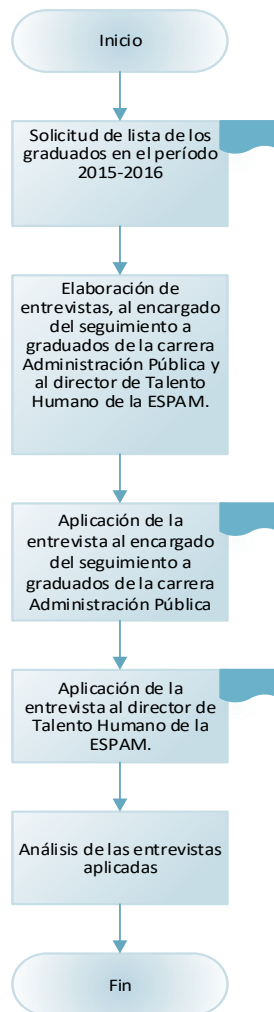 Inicio
Solicitud de lista de los
graduados en el período
2015-2016
Elaboración de
entrevistas, al encargado
del seguimiento a
graduados de la carrera
Administración Pública y
al director de Talento
Humano de la ESPAM.
Aplicación de la
entrevista al encargado
del seguimiento a
graduados de la carrera
Administración Pública
Aplicación de la
entrevista al director de
Talento Humano de la
ESPAM.
Análisis de las entrevistas
aplicadas
Fin